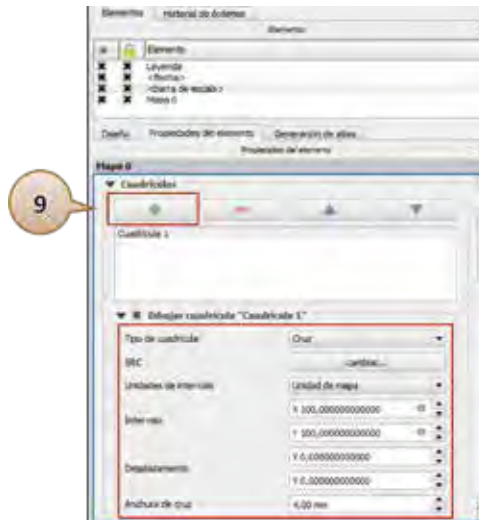 Elementos Historial de órdenes
Elementos
Elemento
Leyenda
<flecha>
<barra de escala>
Mapa 0
Diseño Propiedades del elemento Generación de atlas
Propiedades del elemento
Mapa 0
Cuadrículas
9
Cuadrícula 1
Dibujar cuadrícula "Cuadrícula 1"
Tipo de cuadrícula Cruz
SRC cambiar...
Unidades de intervalo Unidad de mapa
Intervalo
X 100,000000000000
Y 100,000000000000
Desplazamiento
X 0,000000000000
Y 0,000000000000
Anchura de cruz 4,00 mm